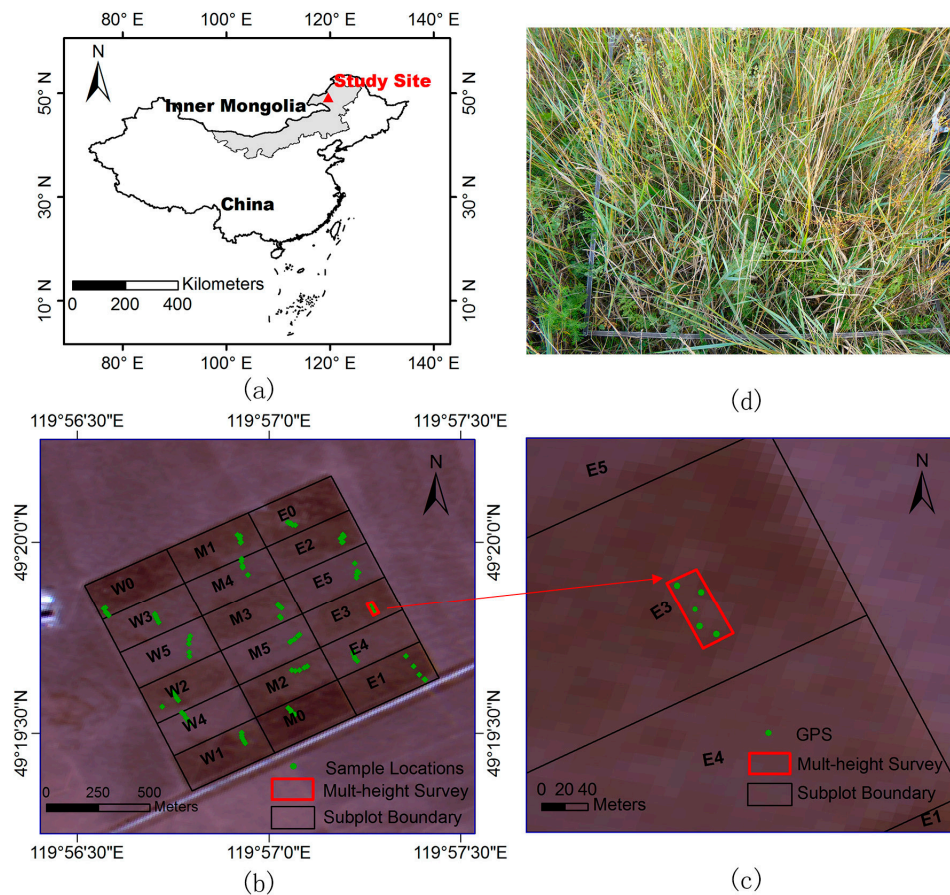 80° E 100° E 120° E 140° E
N
50° N
30° N
10° N
50° N
30° N
10° N
Study Site
Inner Mongolia
China
Kilometers
0 200 400
80° E 100° E 120° E 140° E
(a)
(d)
119°56'30"E 119°57'0"E 119°57'30"E
N
49°20'0"N
49°19'30"N
49°20'0"N
49°19'30"N
E0
M1
E2
W0
M4
E5
W3
M3
E3
W5
M5
E4
W2
M2
E1
W4
M0
W1
Sample Locations
Mult-height Survey
Subplot Boundary
0 250 500
Meters
119°56'30"E 119°57'0"E 119°57'30"E
(b)
E5
N
E3
E4
E1
GPS
Mult-height Survey
Subplot Boundary
0 20 40
Meters
(c)